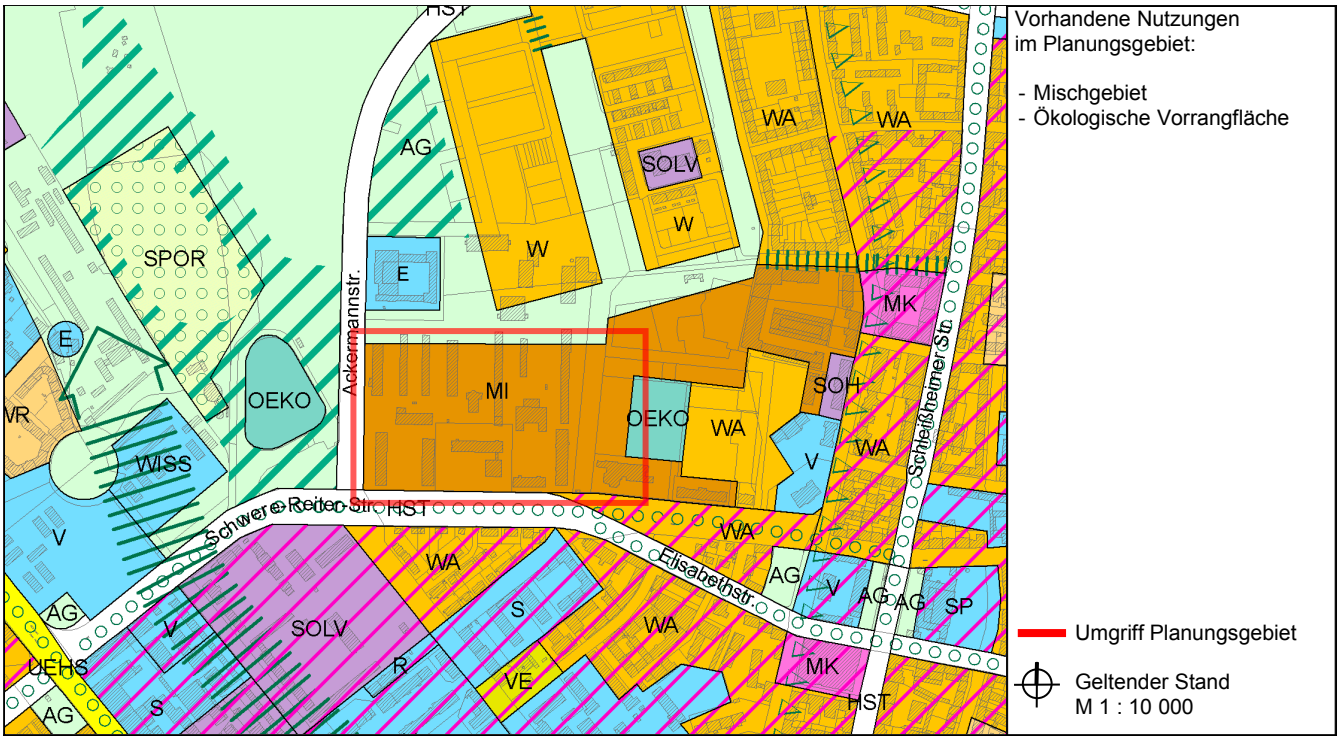 HST
Vorhandene Nutzungen
im Planungsgebiet:
- Mischgebiet
- Ökologische Vorrangfläche
AG
WA
WA
SOLV
W
W
SPOR
E
E
MK
Ackermannstr.
MI
OEKO
OEKO
WA
SOH
WA
V
Schleißheimer Str.
WR
WISS
V
Schwere-Reiter-Str.
HST
WA
WA
Elisabethstr.
AG
V
AG
AG
SP
AG
V
SOLV
S
WA
R
VE
MK
HST
UEHS
AG
S
Umgriff Planungsgebiet
Geltender Stand
M 1 : 10 000